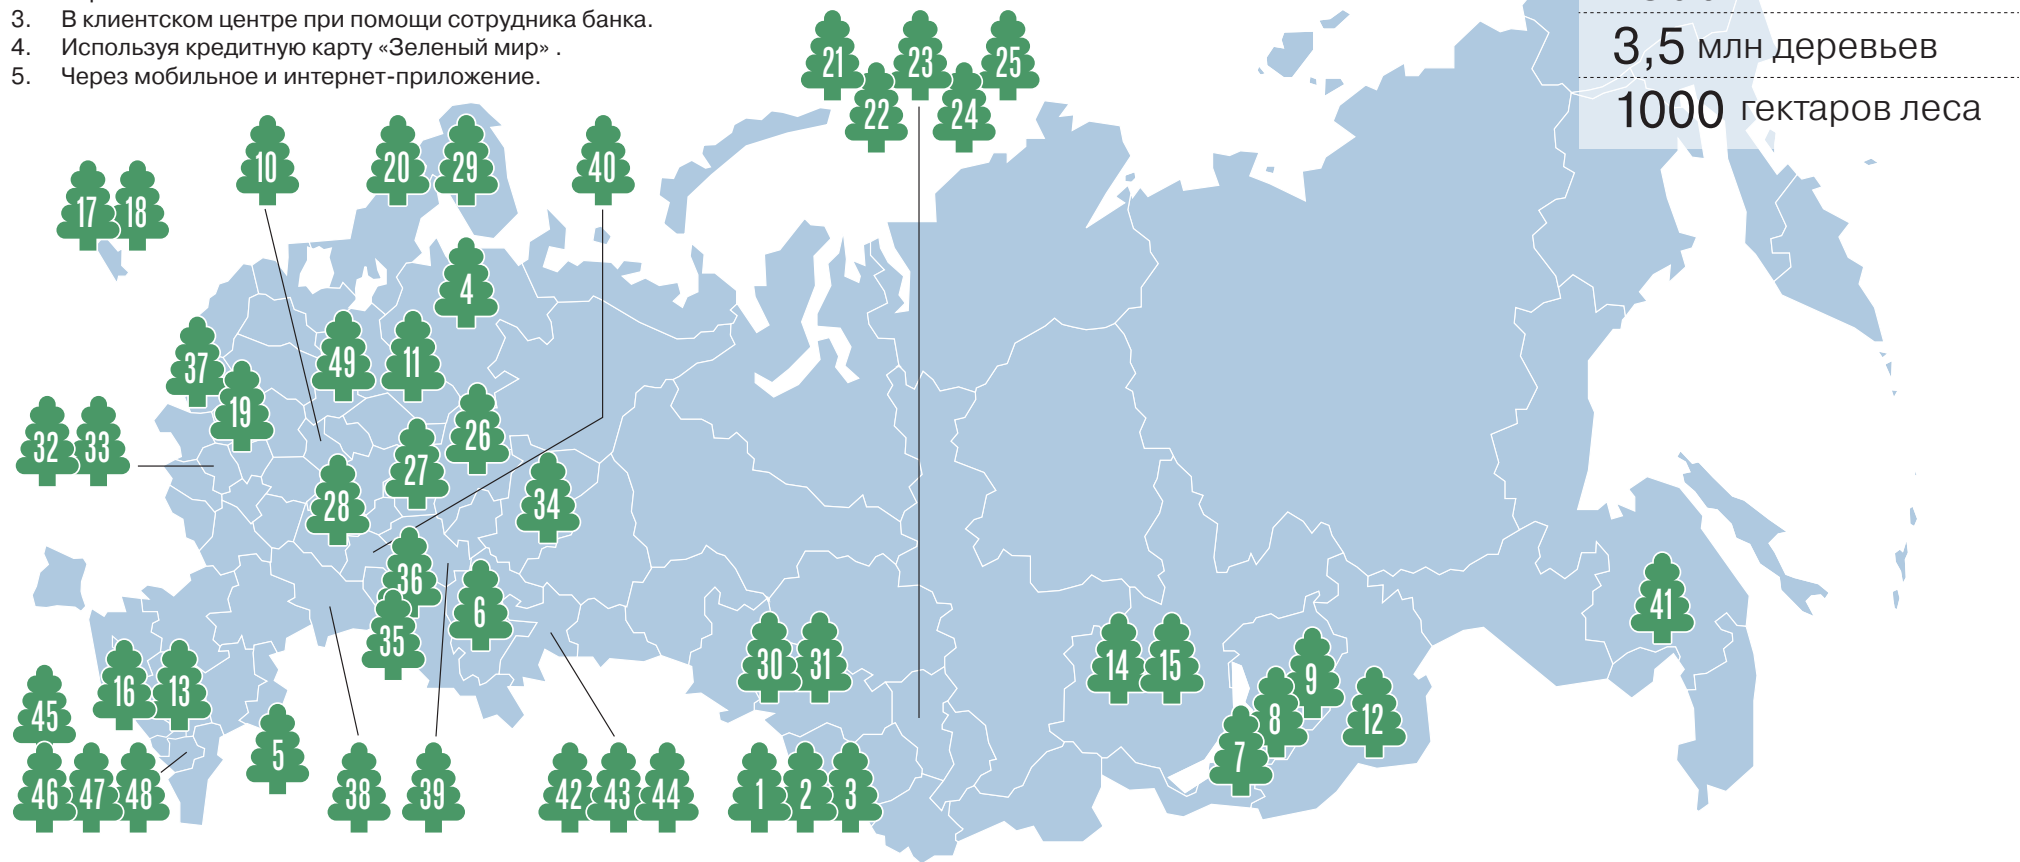 3. В клиентском центре при помощи сотрудника банка.
4. Используя кредитную карту «Зеленый мир» .
5. Через мобильное и интернет-приложение.
3,5 млн деревьев
1000 гектаров леса
21 23 25
22 24
10 20 29 40
17 18
4
37 49 11
19
32 33 26
27
28 34
36
6 41
35
30 31 14 15 9
16 13 8 12
45 7
5
46 47 48 38 39 42 43 44 1 2 3